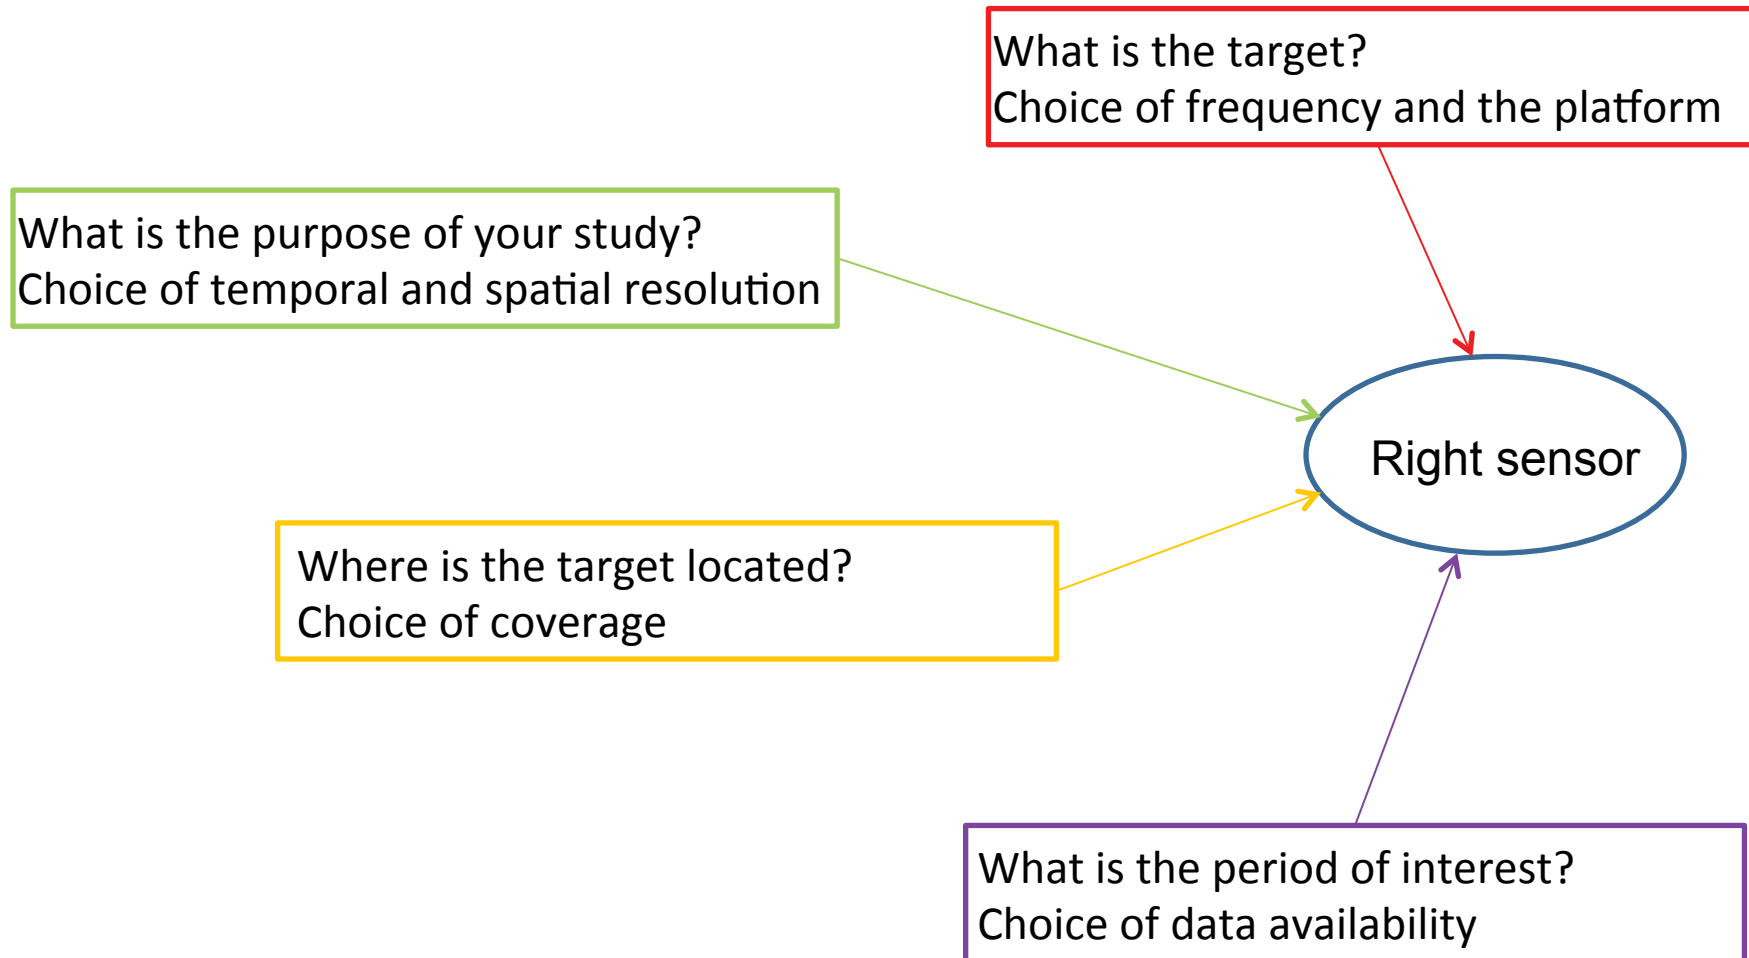 What is the target?
Choice of frequency and the platform
What is the purpose of your study?
Choice of temporal and spatial resolution
Right sensor
Where is the target located?
Choice of coverage
What is the period of interest?
Choice of data availability